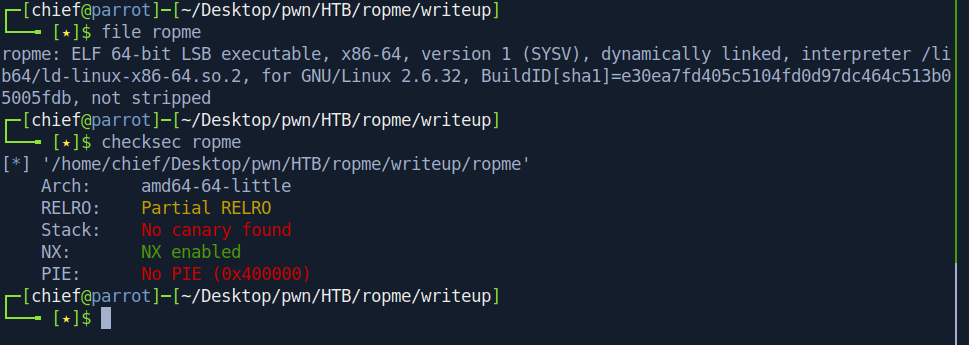 ┌─[chief@parrot]─[~/Desktop/pwn/HTB/ropme/writeup]
└──╼ [★]$ file ropme
ropme: ELF 64-bit LSB executable, x86-64, version 1 (SYSV), dynamically linked, interpreter /li
b64/ld-linux-x86-64.so.2, for GNU/Linux 2.6.32, BuildID[sha1]=e30ea7fd405c5104fd0d97dc464c513b0
5005fdb, not stripped
┌─[chief@parrot]─[~/Desktop/pwn/HTB/ropme/writeup]
└──╼ [★]$ checksec ropme
[*] '/home/chief/Desktop/pwn/HTB/ropme/writeup/ropme'
    Arch:     amd64-64-little
    RELRO:    Partial RELRO
    Stack:    No canary found
    NX:       NX enabled
    PIE:      No PIE (0x400000)
┌─[chief@parrot]─[~/Desktop/pwn/HTB/ropme/writeup]
└──╼ [★]$